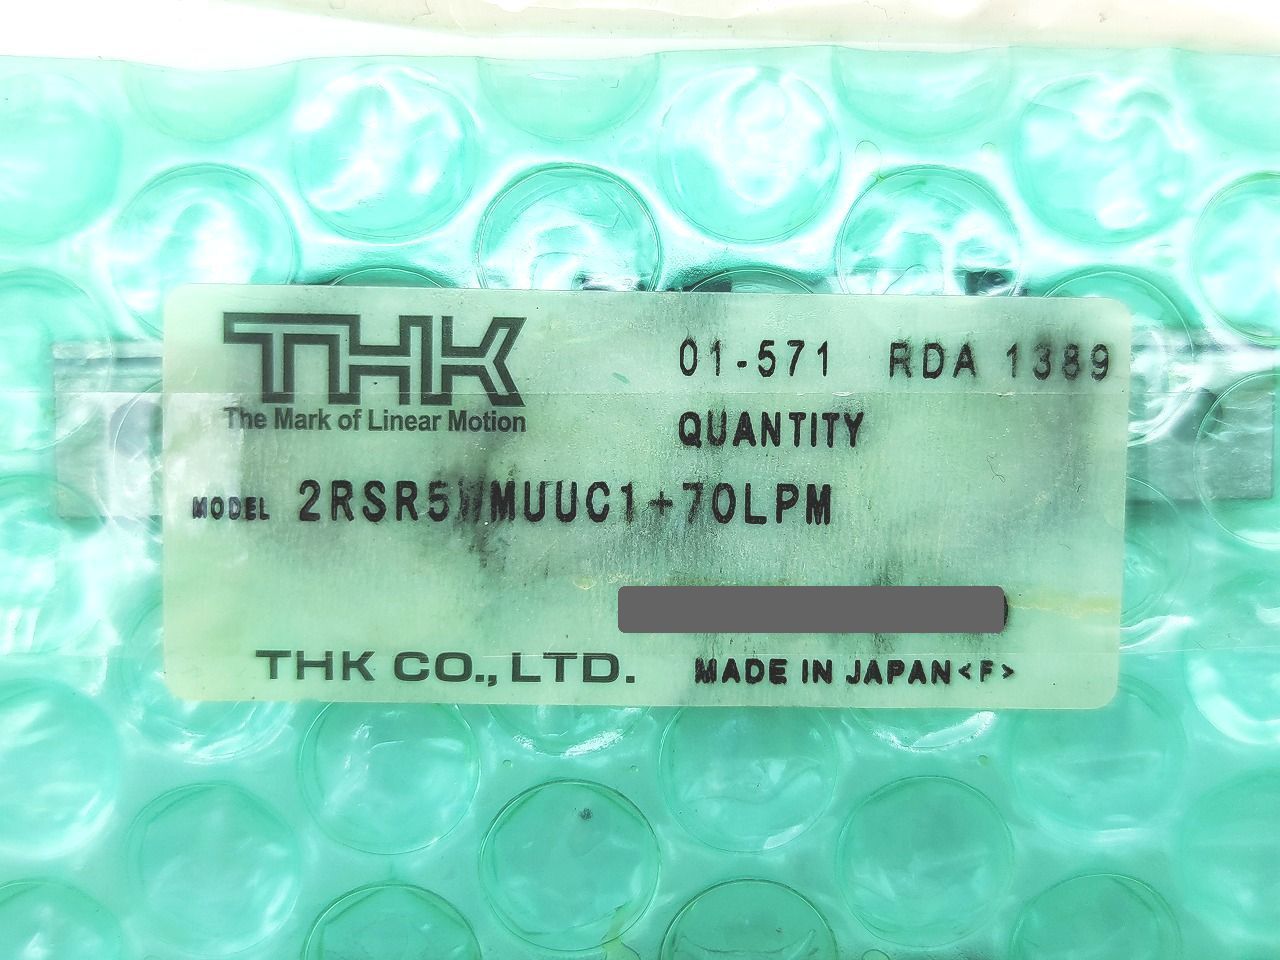 THK
The Mark of Linear Motion
01-571 RDA 1389
QUANTITY
MODEL 2RSR5WMUUC1+70LPM
THK CO., LTD. MADE IN JAPAN<F>